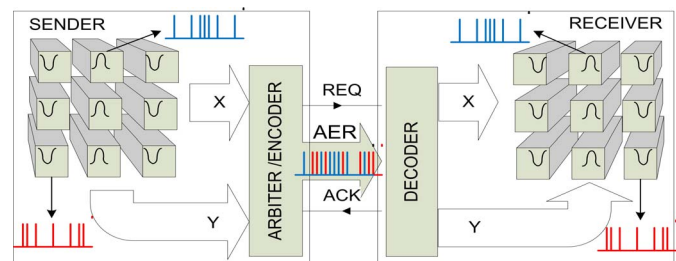 SENDER
RECEIVER
X
Y
ARBITER /ENCODER
REQ
AER
ACK
DECODER
X
Y